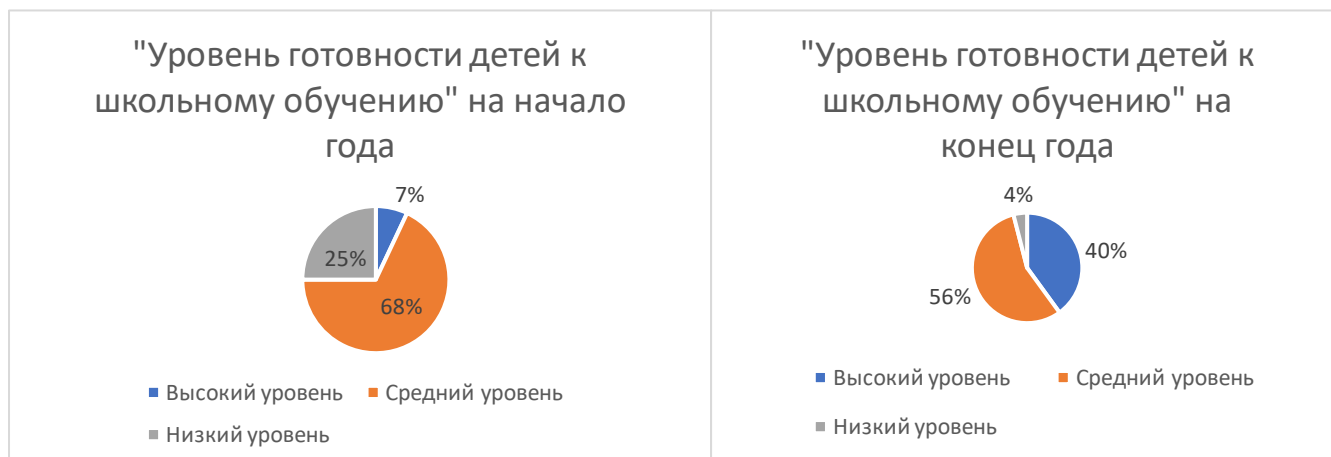 "Уровень готовности детей к
школьному обучению" на начало
года
7%
25%
68%
Высокий уровень
Средний уровень
Низкий уровень
"Уровень готовности детей к
школьному обучению" на
конец года
4%
40%
56%
Высокий уровень
Средний уровень
Низкий уровень